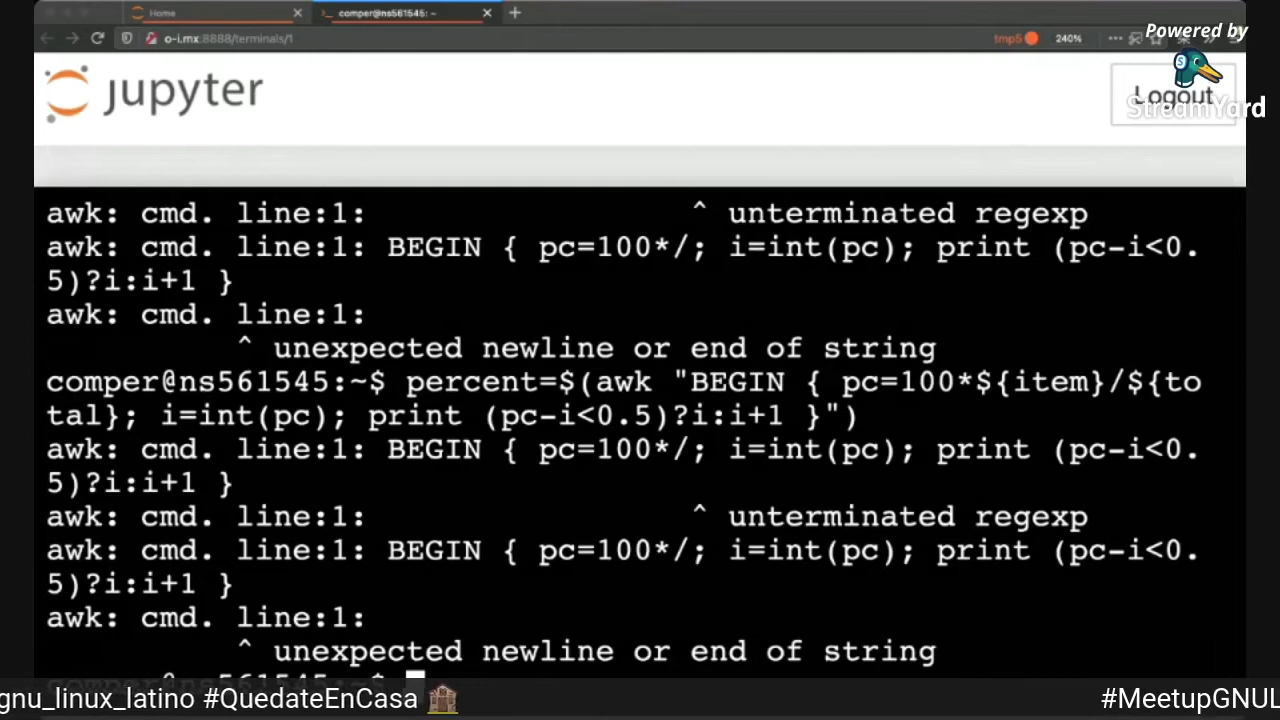 Home
comper@ns561545: ~
o-i.mx:8888/terminals/1
tmp5
240%
Powered by
jupyter
Logout
StreamYard
awk: cmd. line:1:                     ^ unterminated regexp
awk: cmd. line:1: BEGIN { pc=100*/; i=int(pc); print (pc-i<0.
5)?i:i+1 }
awk: cmd. line:1:
^ unexpected newline or end of string
comper@ns561545:~$ percent=$(awk "BEGIN { pc=100*${item}/${to
tal}; i=int(pc); print (pc-i<0.5)?i:i+1 }")
awk: cmd. line:1: BEGIN { pc=100*/; i=int(pc); print (pc-i<0.
5)?i:i+1 }
awk: cmd. line:1:                     ^ unterminated regexp
awk: cmd. line:1: BEGIN { pc=100*/; i=int(pc); print (pc-i<0.
5)?i:i+1 }
awk: cmd. line:1:
^ unexpected newline or end of string
comper@ns561545:~$
gnu_linux_latino #QuedateEnCasa
#MeetupGNUL